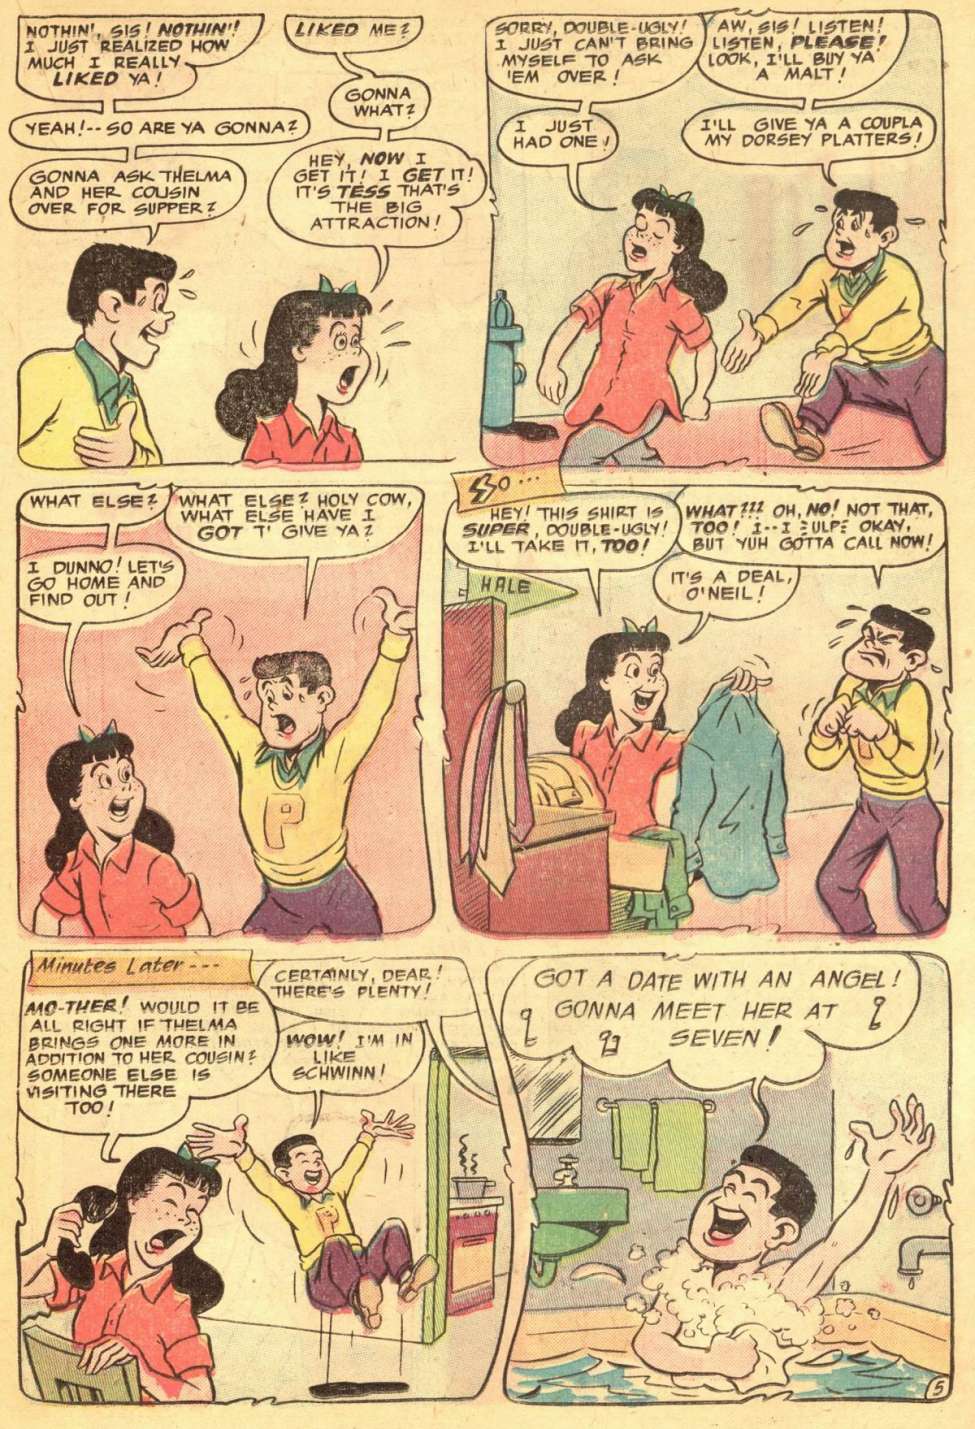 NOTHIN', SIS! NOTHIN'!
I JUST REALIZED HOW
MUCH I REALLY
LIKED YA!
LIKED ME?
YEAH!-- SO ARE YA GONNA?
GONNA
WHAT?
GONNA ASK THELMA
AND HER COUSIN
OVER FOR SUPPER?
HEY, NOW I
GET IT! I GET IT!
IT'S TESS THAT'S
THE BIG
ATTRACTION!
SORRY, DOUBLE-UGLY!
I JUST CAN'T BRING
MYSELF TO ASK
'EM OVER!
AW, SIS! LISTEN!
LISTEN, PLEASE!
LOOK, I'LL BUY YA
A MALT!
I JUST
HAD ONE!
I'LL GIVE YA A COUPLA
MY DORSEY PLATTERS!
WHAT ELSE?
WHAT ELSE? HOLY COW,
WHAT ELSE HAVE I
GOT T' GIVE YA?
I DUNNO! LET'S
GO HOME AND
FIND OUT!
P
SO...
HEY! THIS SHIRT IS
SUPER, DOUBLE-UGLY!
I'LL TAKE IT, TOO!
WHAT??? OH, NO! NOT THAT,
TOO! I--I ULP OKAY,
BUT YUH GOTTA CALL NOW!
IT'S A DEAL,
O'NEIL!
HALE
P
Minutes Later ---
MO-THER! WOULD IT BE
ALL RIGHT IF THELMA
BRINGS ONE MORE IN
ADDITION TO HER COUSIN?
SOMEONE ELSE IS
VISITING THERE
TOO!
CERTAINLY, DEAR!
THERE'S PLENTY!
WOW! I'M IN
LIKE
SCHWINN!
P
GOT A DATE WITH AN ANGEL!
GONNA MEET HER AT
SEVEN!
5